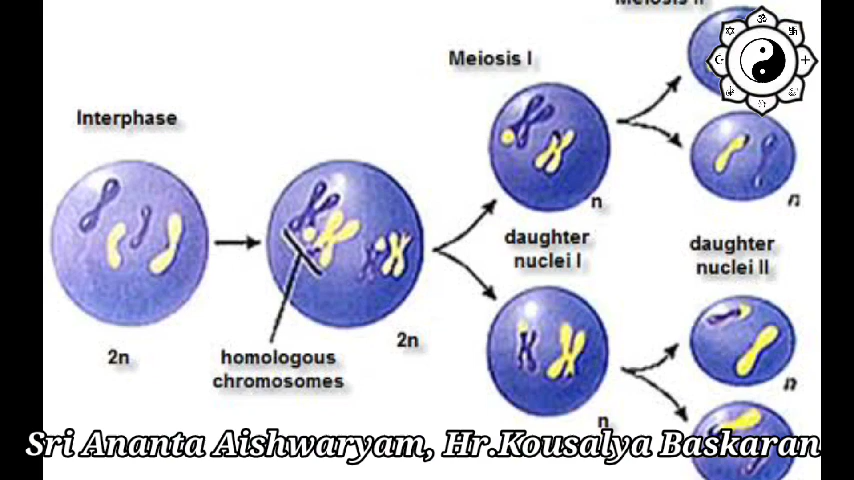 Meiosis II
Meiosis I
Interphase
n
n
daughter
nuclei I
daughter
nuclei II
2n
2n
homologous
chromosomes
n
n
Sri Ananta Aishwaryam, Hr.Kousalya Baskaran